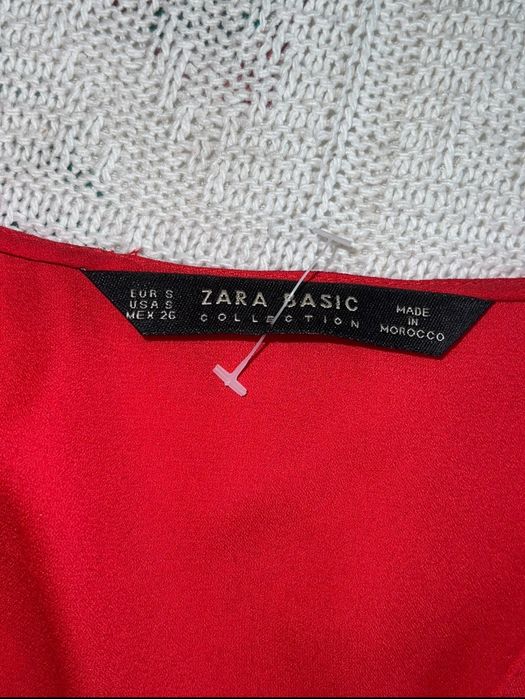 EUR S
USA S
MEX 26
ZARA BASIC
COLLECTION
MADE
IN
MOROCCO